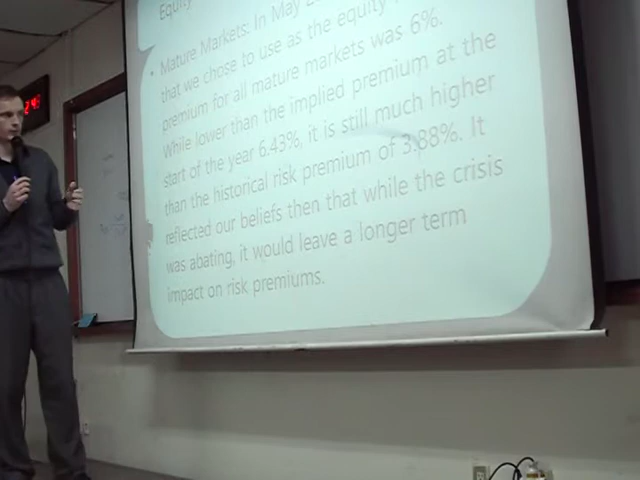 Equity
• Mature Markets: In May
that we chose to use as the equity
premium for all mature markets was 6%.
While lower than the implied premium at the
start of the year 6.43%, it is still much higher
than the historical risk premium of 3.88%. It
reflected our beliefs then that while the crisis
was abating, it would leave a longer term
impact on risk premiums.